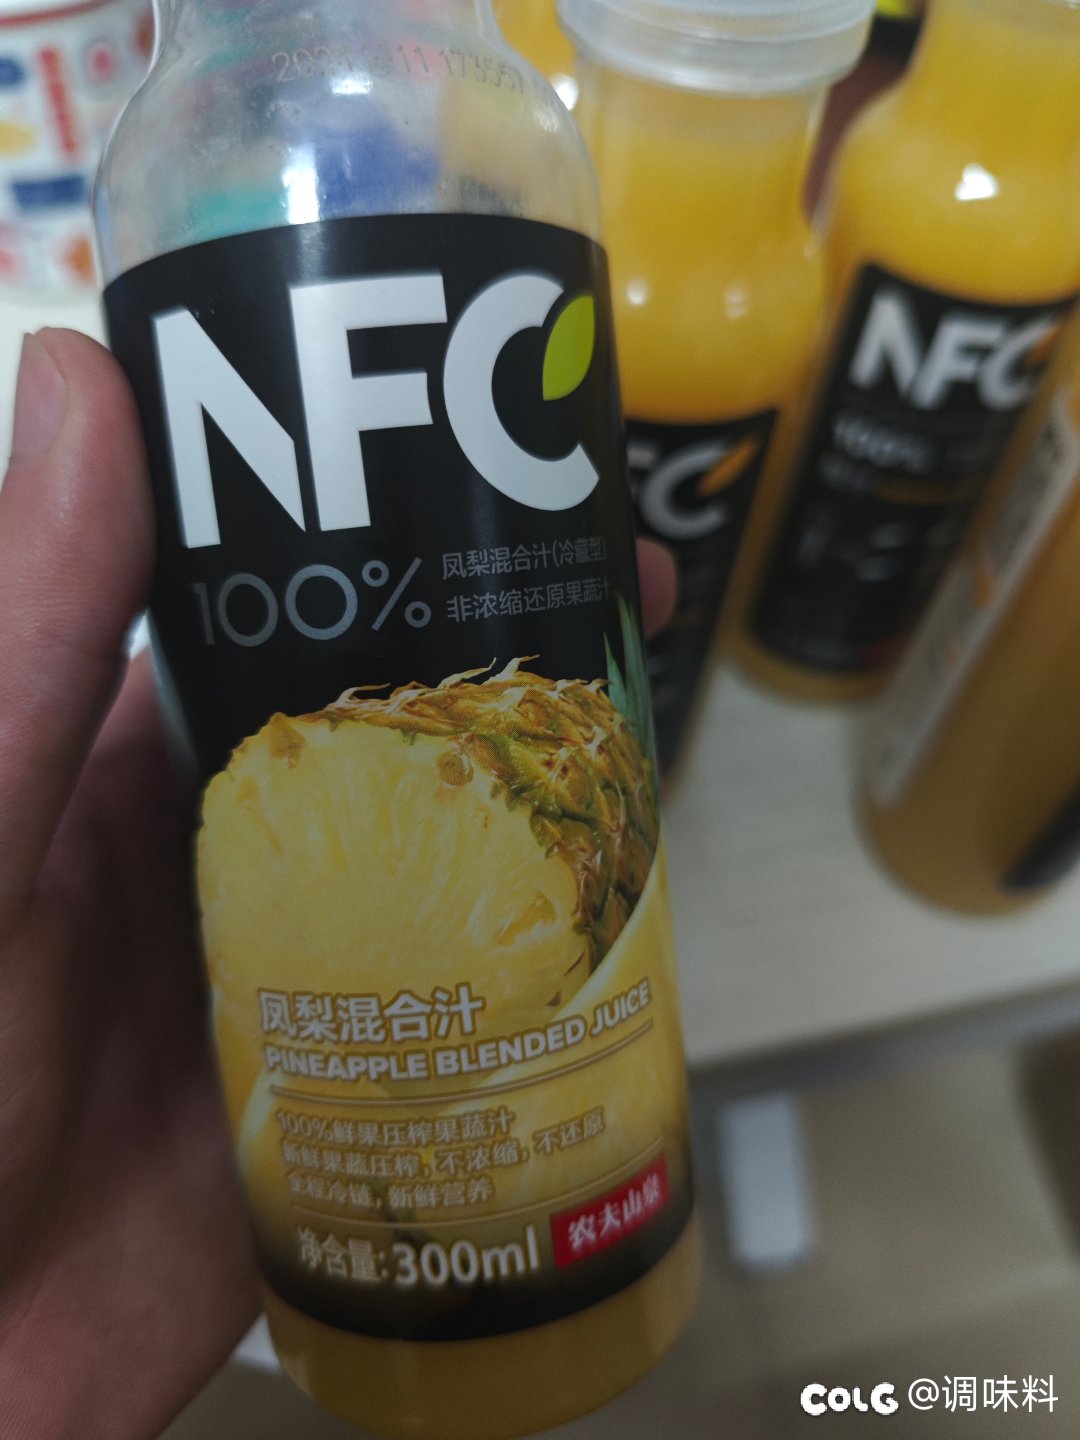 NFC
100%
凤梨混合汁(冷藏型)
非浓缩还原果蔬汁
凤梨混合汁
PINEAPPLE BLENDED JUICE
100%鲜果压榨果蔬汁
新鲜果蔬压榨，不浓缩，不还原
全程冷链，新鲜营养
净含量:300ml
农夫山泉
NFC
100%
COLG @调味料